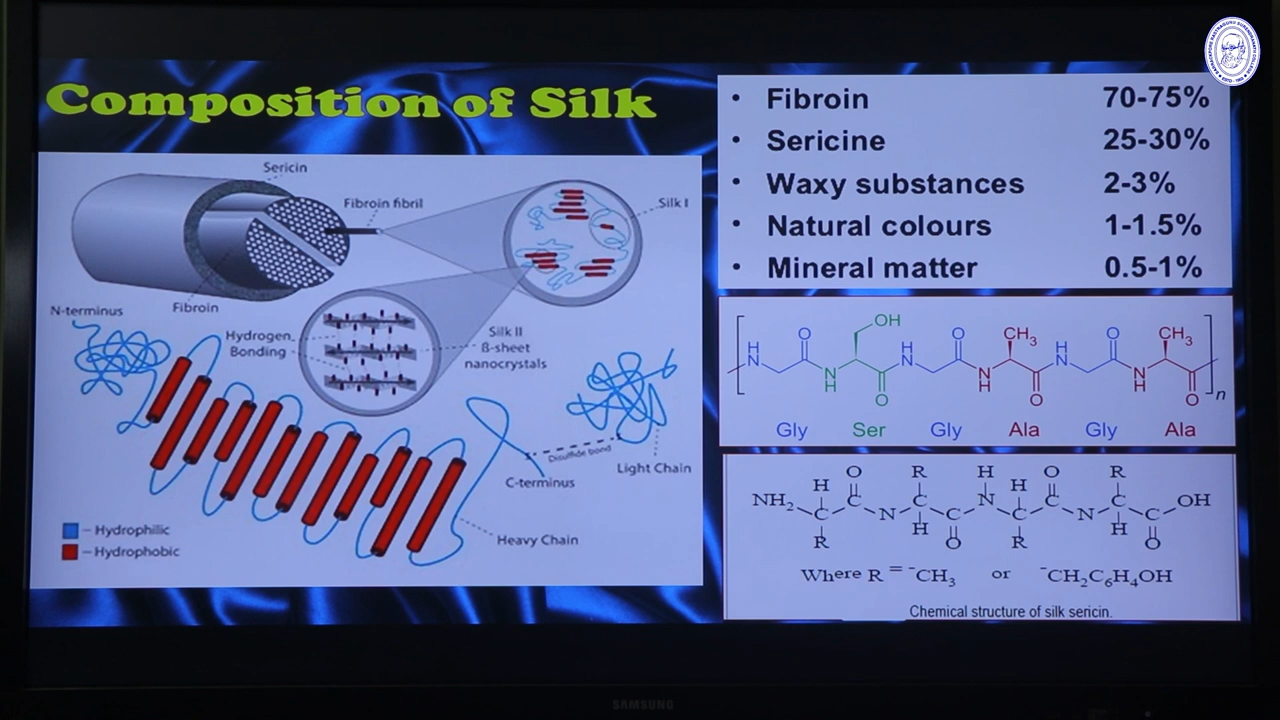 Composition of Silk
• Fibroin 70-75%
• Sericine 25-30%
• Waxy substances 2-3%
• Natural colours 1-1.5%
• Mineral matter 0.5-1%
Sericin
Fibroin fibril
Silk I
Fibroin
N-terminus
Hydrogen
Bonding
Silk II
ß-sheet
nanocrystals
Disulfide bond
C-terminus
Light Chain
Heavy Chain
– Hydrophilic
– Hydrophobic
OH
CH₃ CH₃
O O O
H N N H H N N H H N N H
O O O
n
Gly Ser Gly Ala Gly Ala
O R H O R
H H
NH₂ C C N C C N C C N C C OH
R H O R H O
Where R = ⁻CH₃ or ⁻CH₂C₆H₄OH
Chemical structure of silk sericin.
SAMSUNG